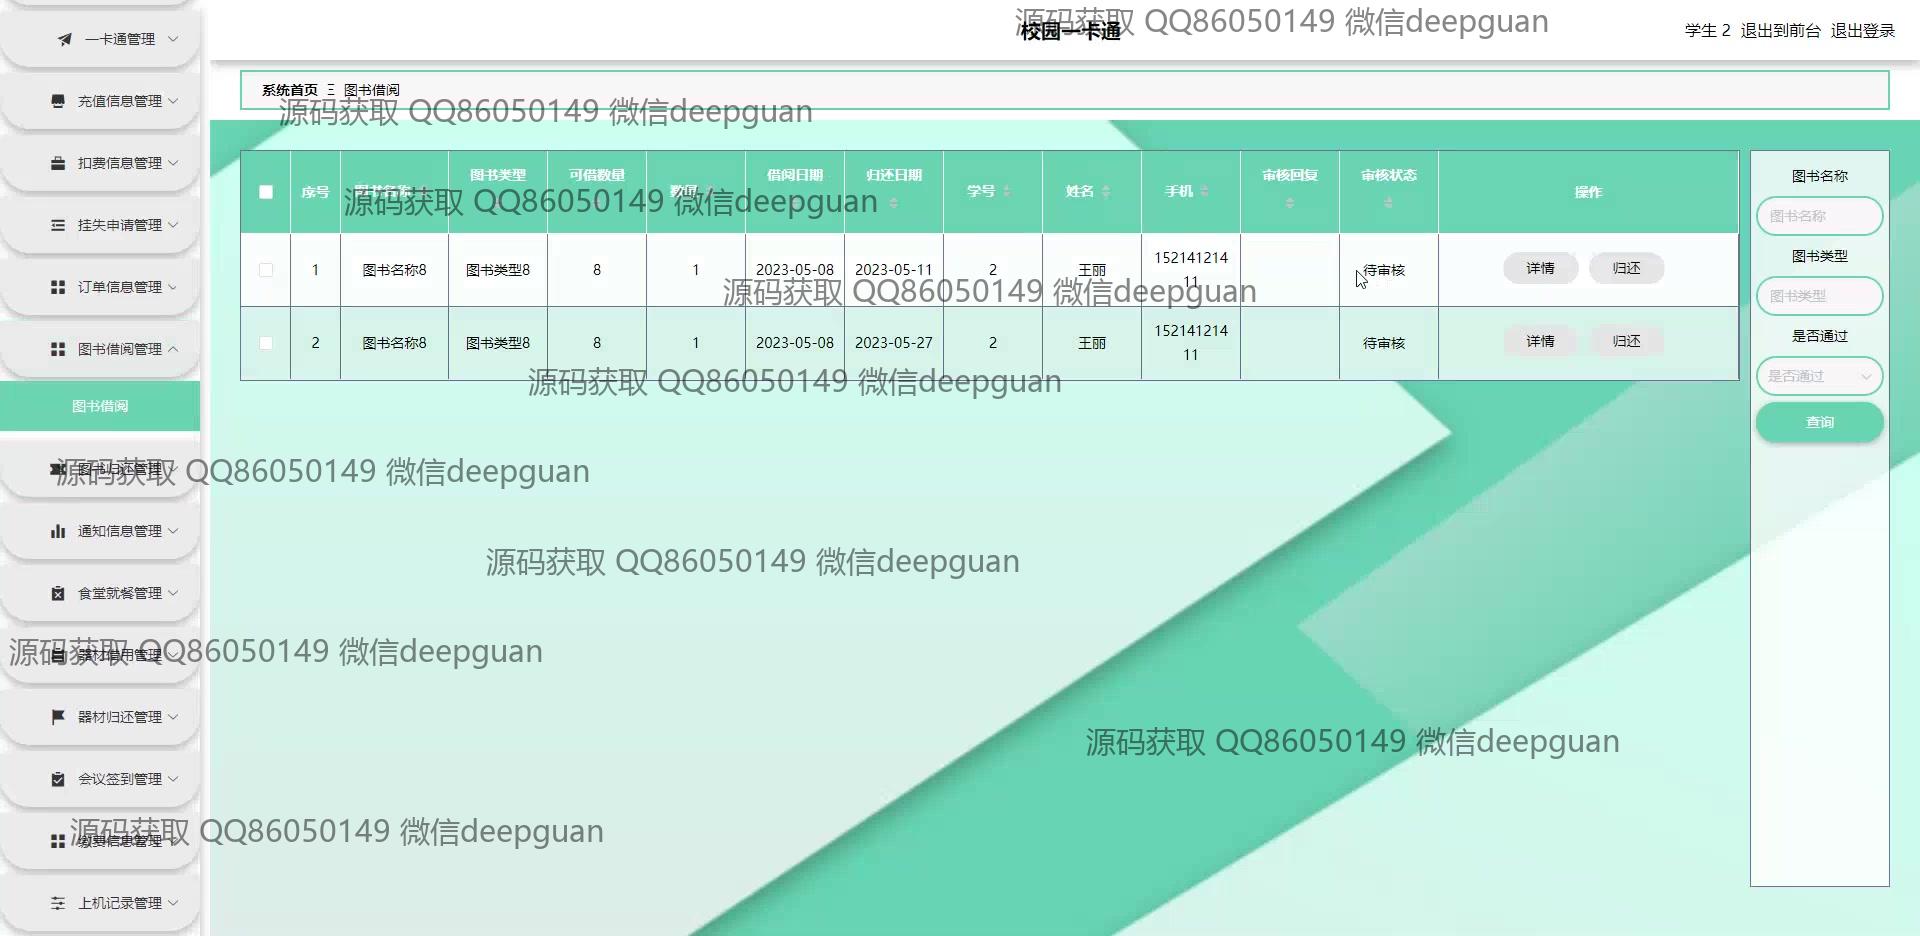 源码获取 QQ86050149 微信deepguan
校园一卡通
学生 2 退出到前台 退出登录
系统首页 Ξ 图书借阅
源码获取 QQ86050149 微信deepguan
一卡通管理
充值信息管理
扣费信息管理
挂失申请管理
订单信息管理
图书借阅管理
图书借阅
图书归还管理
源码获取 QQ86050149 微信deepguan
通知信息管理
食堂就餐管理
器材借用管理
源码获取 QQ86050149 微信deepguan
器材归还管理
会议签到管理
缴费信息管理
源码获取 QQ86050149 微信deepguan
上机记录管理
序号 图书名称 图书类型 可借数量 数量 借阅日期 归还日期 学号 姓名 手机 审核回复 审核状态 操作
源码获取 QQ86050149 微信deepguan
1 图书名称8 图书类型8 8 1 2023-05-08 2023-05-11 2 王丽 152141214 待审核 详情 归还
11
源码获取 QQ86050149 微信deepguan
2 图书名称8 图书类型8 8 1 2023-05-08 2023-05-27 2 王丽 152141214 待审核 详情 归还
11
源码获取 QQ86050149 微信deepguan
源码获取 QQ86050149 微信deepguan
源码获取 QQ86050149 微信deepguan
图书名称
图书名称
图书类型
图书类型
是否通过
是否通过
查询